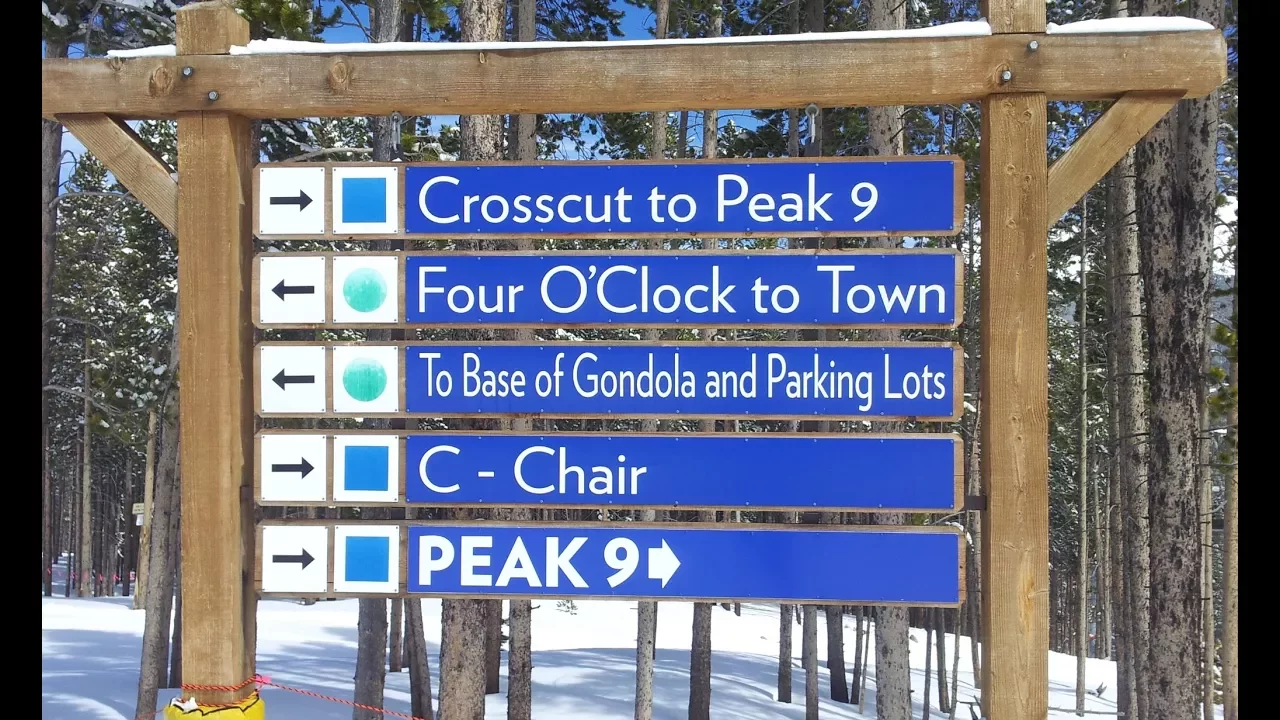 → Crosscut to Peak 9
← Four O'Clock to Town
← To Base of Gondola and Parking Lots
→ C - Chair
→ PEAK 9 ➡